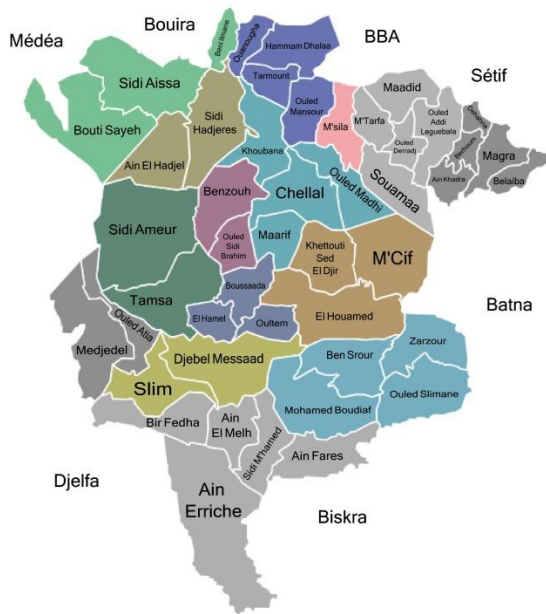 Médéa
Bouira
BBA
Sétif
Beni Ilmane
Ouanougha
Hammam Dhalaa
Tarmount
Sidi Aissa
Bouti Sayeh
Sidi
Hadjeres
Ain El Hadjel
Ouled
Mansour
M'sila
M'Tarfa
Maadid
Ouled
Addi
Leguebala
Ouled
Derradj
Dehahna
Berhoum
Magra
Ain Khadra
Belaiba
Souamaa
Khoubana
Benzouh
Chellal
Ouled Madhi
Sidi Ameur
Ouled
Sidi
Brahim
Maarif
Khettouti
Sed
El Djir
M'Cif
Tamsa
Boussaada
El Hamel
Oultem
El Houamed
Batna
Ouled Atia
Medjedel
Djebel Messaad
Slim
Ben Srour
Zarzour
Ouled Slimane
Mohamed Boudiaf
Bir Fedha
Ain
El Melh
Sidi M'hamed
Ain Fares
Djelfa
Ain
Erriche
Biskra